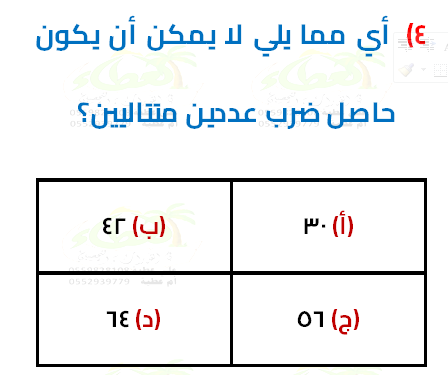 ٤) أي مما يلي لا يمكن أن يكون
حاصل ضرب عددين متتاليين؟
(أ) ٣٠
(ب) ٤٢
(ج) ٥٦
(د) ٦٤